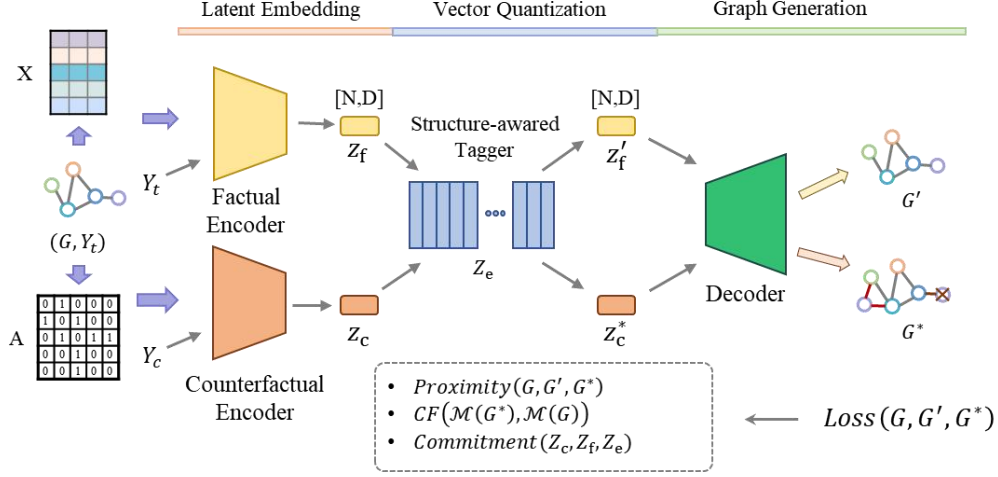 Latent Embedding
Vector Quantization
Graph Generation
X
[N,D]
[N,D]
Structure-awared
Tagger
Z_f
Z'_f
Y_t
Factual
Encoder
(G, Y_t)
G'
Z_e
A
0 1 0 0 0
1 0 1 0 0
0 1 0 1 1
0 0 1 0 0
0 0 1 0 0
Decoder
Z_c
Z*_c
G*
Y_c
Counterfactual
Encoder
• Proximity(G, G', G*)
• CF(ℳ(G*), ℳ(G))
• Commitment(Z_c, Z_f, Z_e)
Loss(G, G', G*)